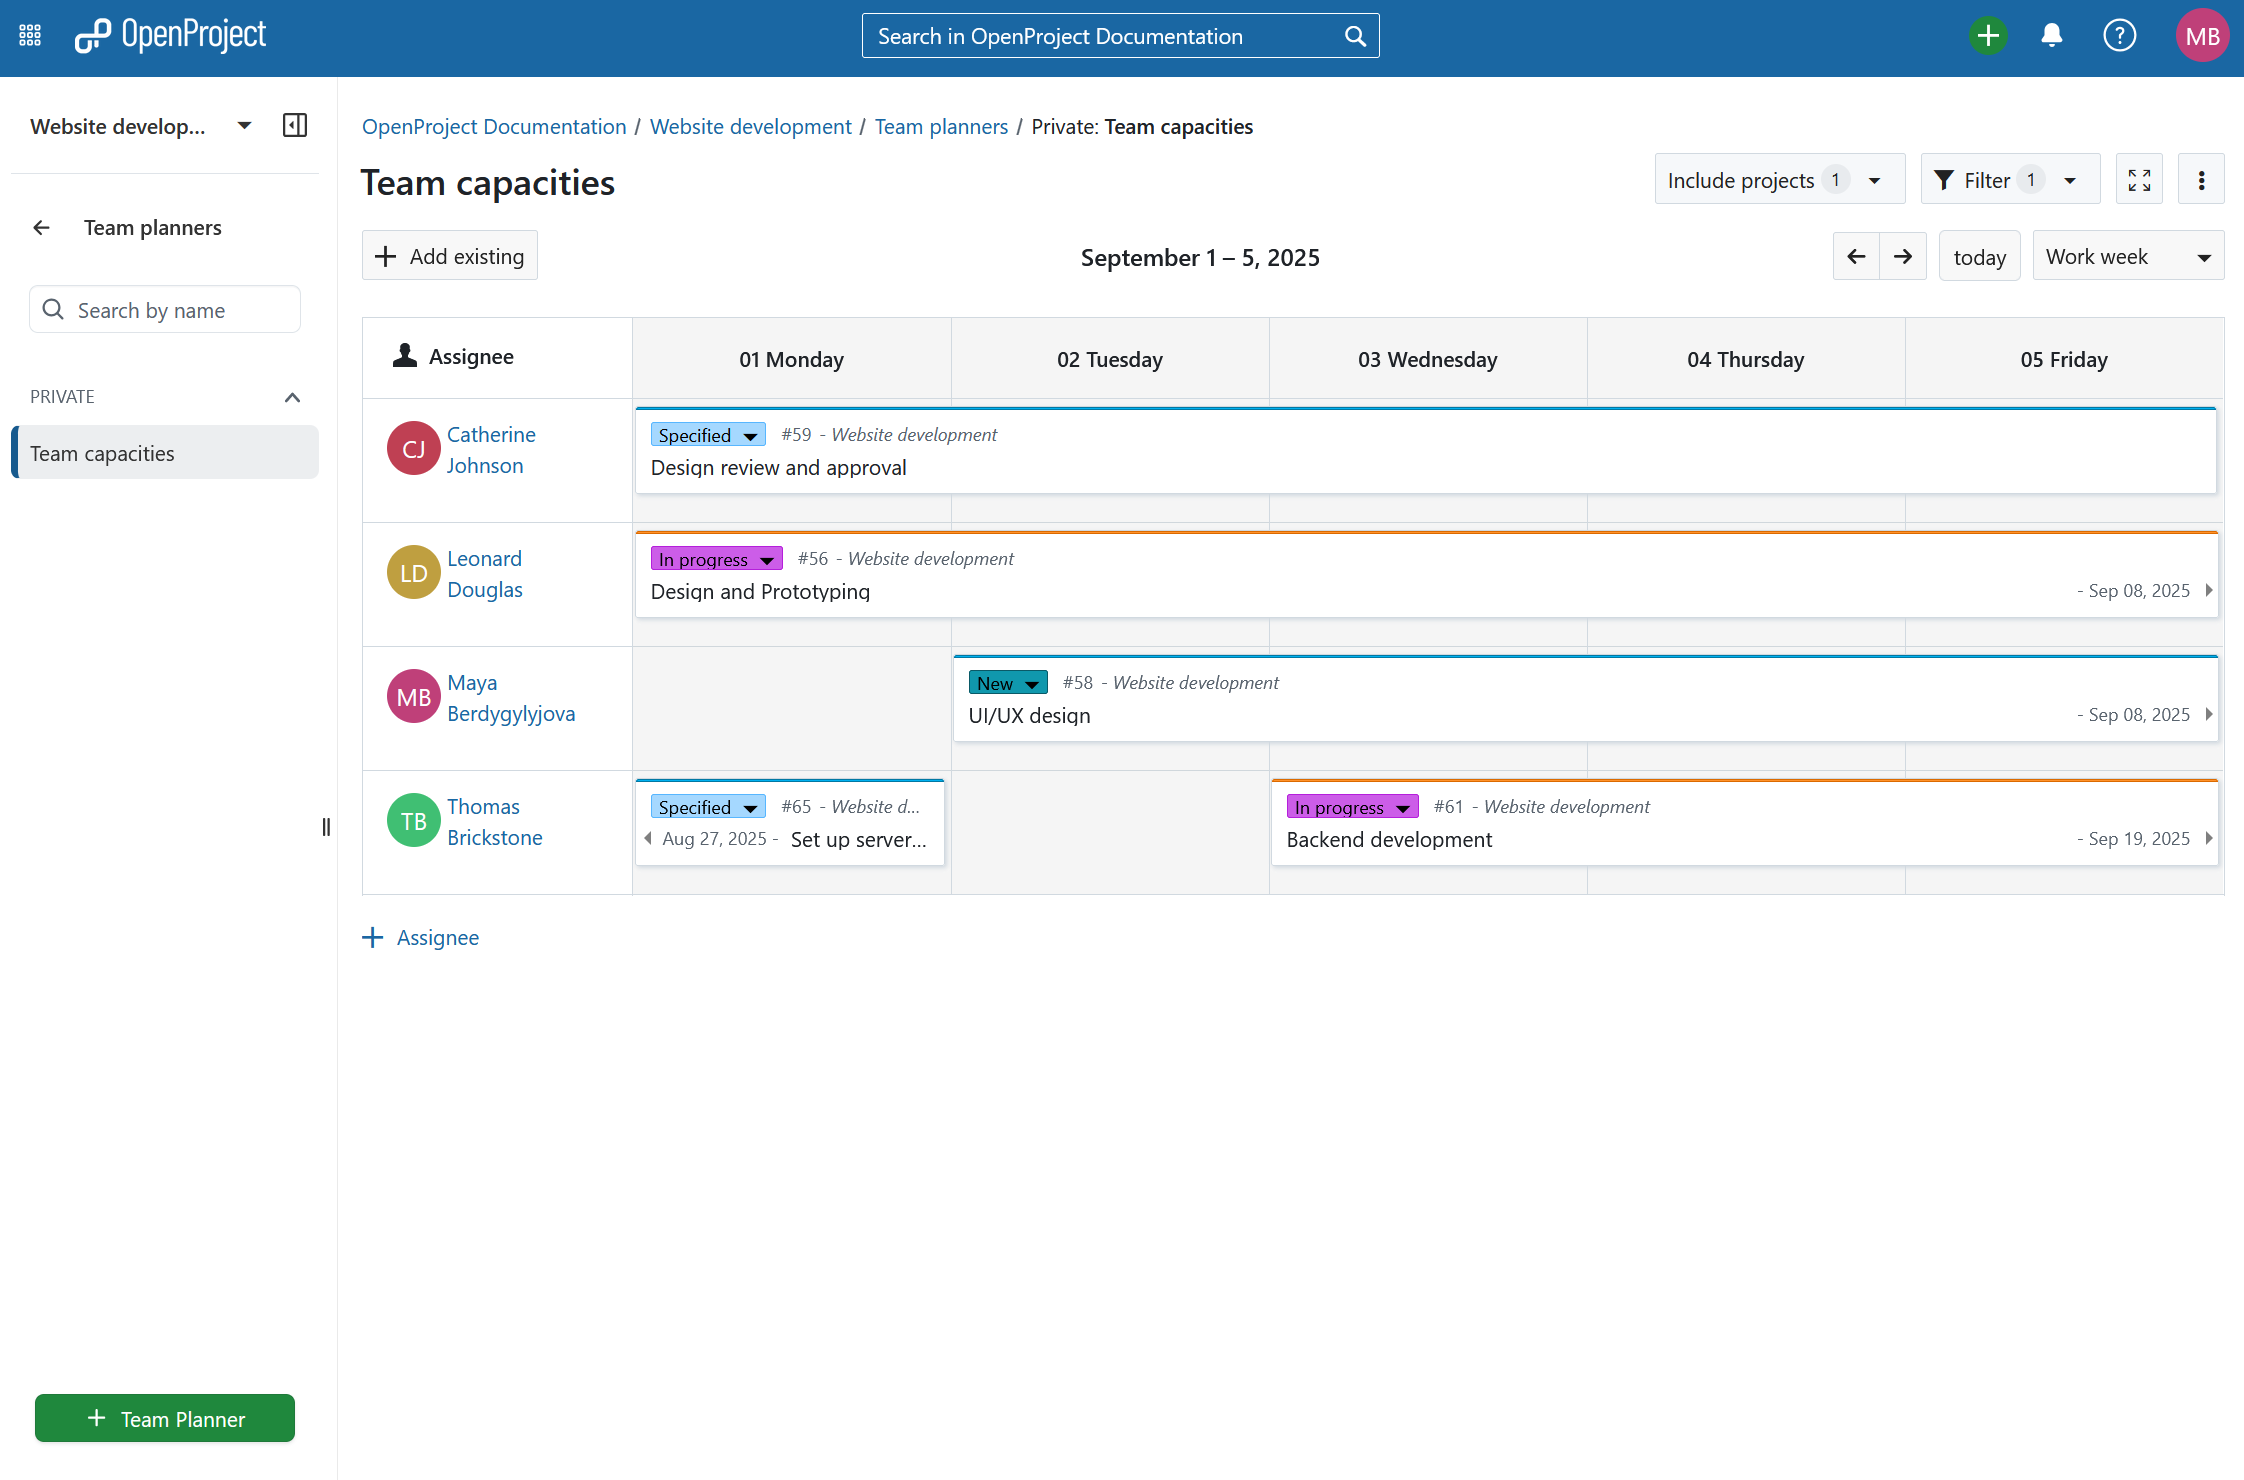 OpenProject
Search in OpenProject Documentation
MB
Website develop...
OpenProject Documentation / Website development / Team planners / Private: Team capacities
Team capacities
Include projects 1
Filter 1
Team planners
Add existing
September 1 – 5, 2025
today
Work week
Search by name
PRIVATE
Team capacities
Assignee
01 Monday
02 Tuesday
03 Wednesday
04 Thursday
05 Friday
CJ
Catherine
Johnson
Specified #59 - Website development
Design review and approval
LD
Leonard
Douglas
In progress #56 - Website development
Design and Prototyping
- Sep 08, 2025
MB
Maya
Berdygylyjova
New #58 - Website development
UI/UX design
- Sep 08, 2025
TB
Thomas
Brickstone
Specified #65 - Website d...
Aug 27, 2025 - Set up server...
In progress #61 - Website development
Backend development
- Sep 19, 2025
+ Assignee
+ Team Planner